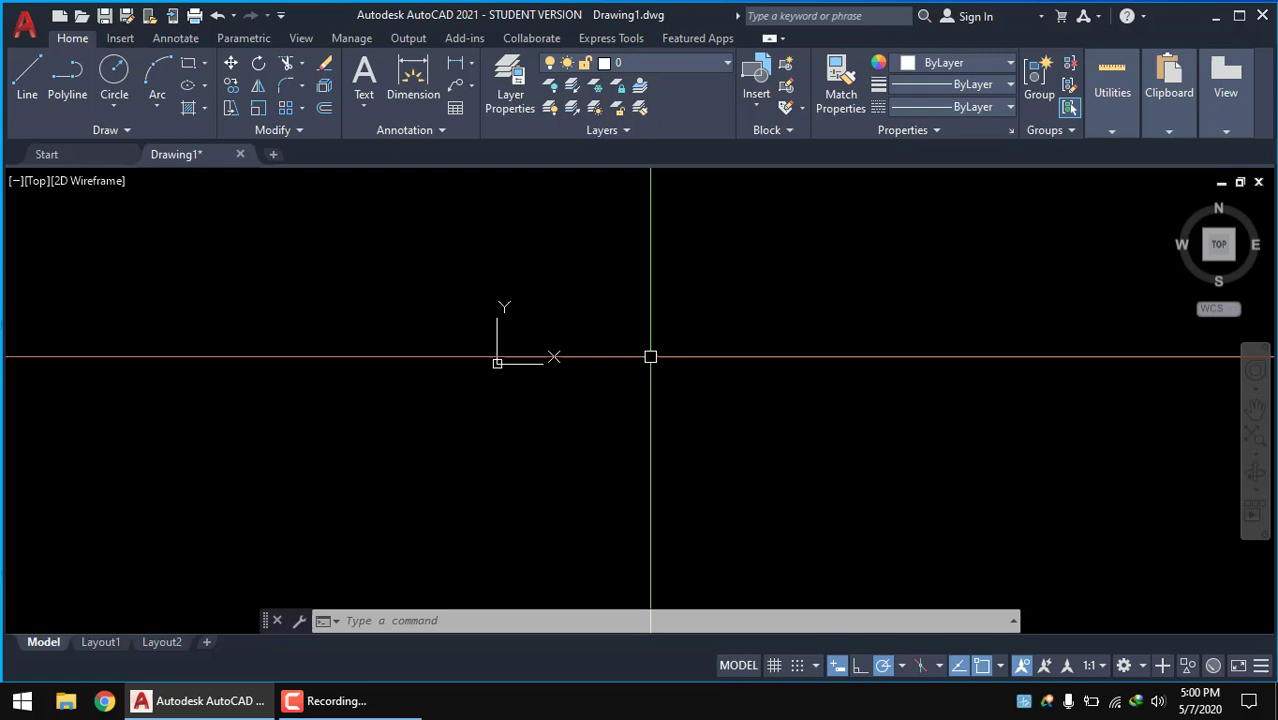 Autodesk AutoCAD 2021 - STUDENT VERSION Drawing1.dwg
Type a keyword or phrase
Sign In
Home Insert Annotate Parametric View Manage Output Add-ins Collaborate Express Tools Featured Apps
0
ByLayer
ByLayer
ByLayer
Line Polyline Circle Arc
Text Dimension
Layer
Properties
Insert
Match
Properties
Group
Utilities
Clipboard
View
Draw Modify Annotation Layers Block Properties Groups
Start Drawing1*
[−][Top][2D Wireframe]
N
W TOP E
S
WCS
Y
X
Type a command
Model Layout1 Layout2
MODEL
1:1
Autodesk AutoCAD ...
Recording...
5:00 PM
5/7/2020